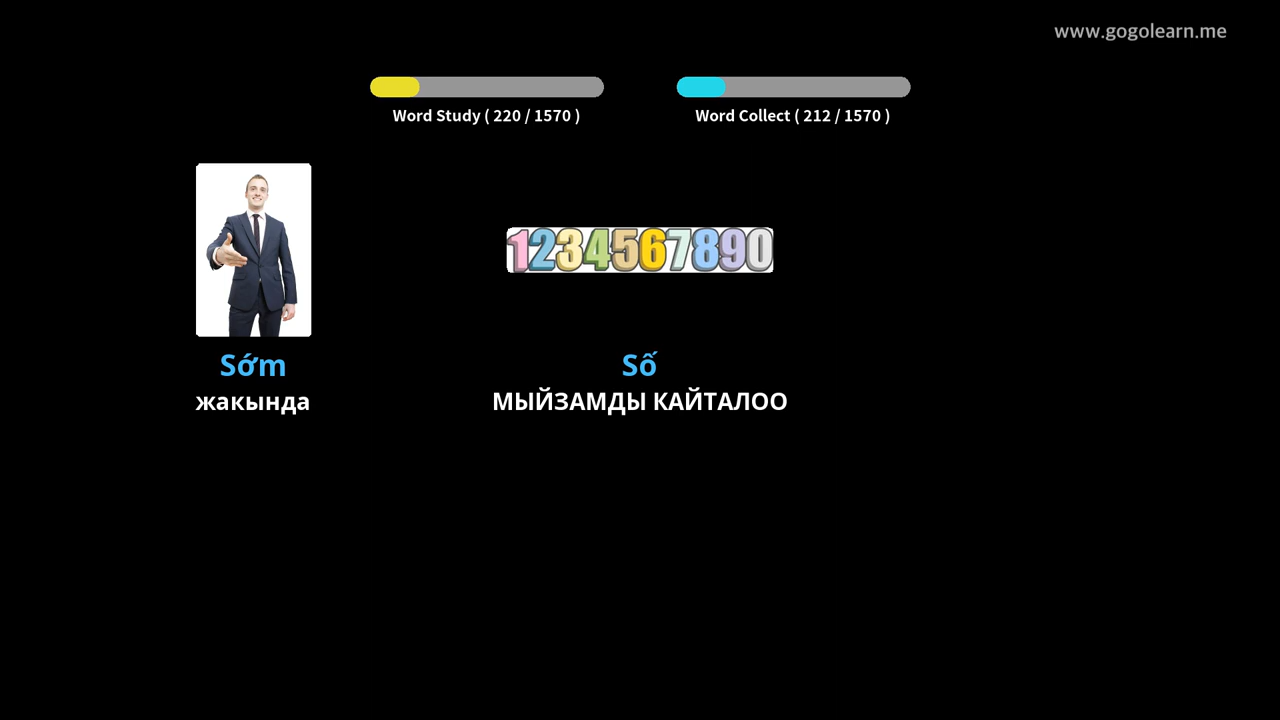 www.gogolearn.me
Word Study ( 220 / 1570 )
Word Collect ( 212 / 1570 )
1234567890
Sớm
жакында
Số
МЫЙЗАМДЫ КАЙТАЛОО